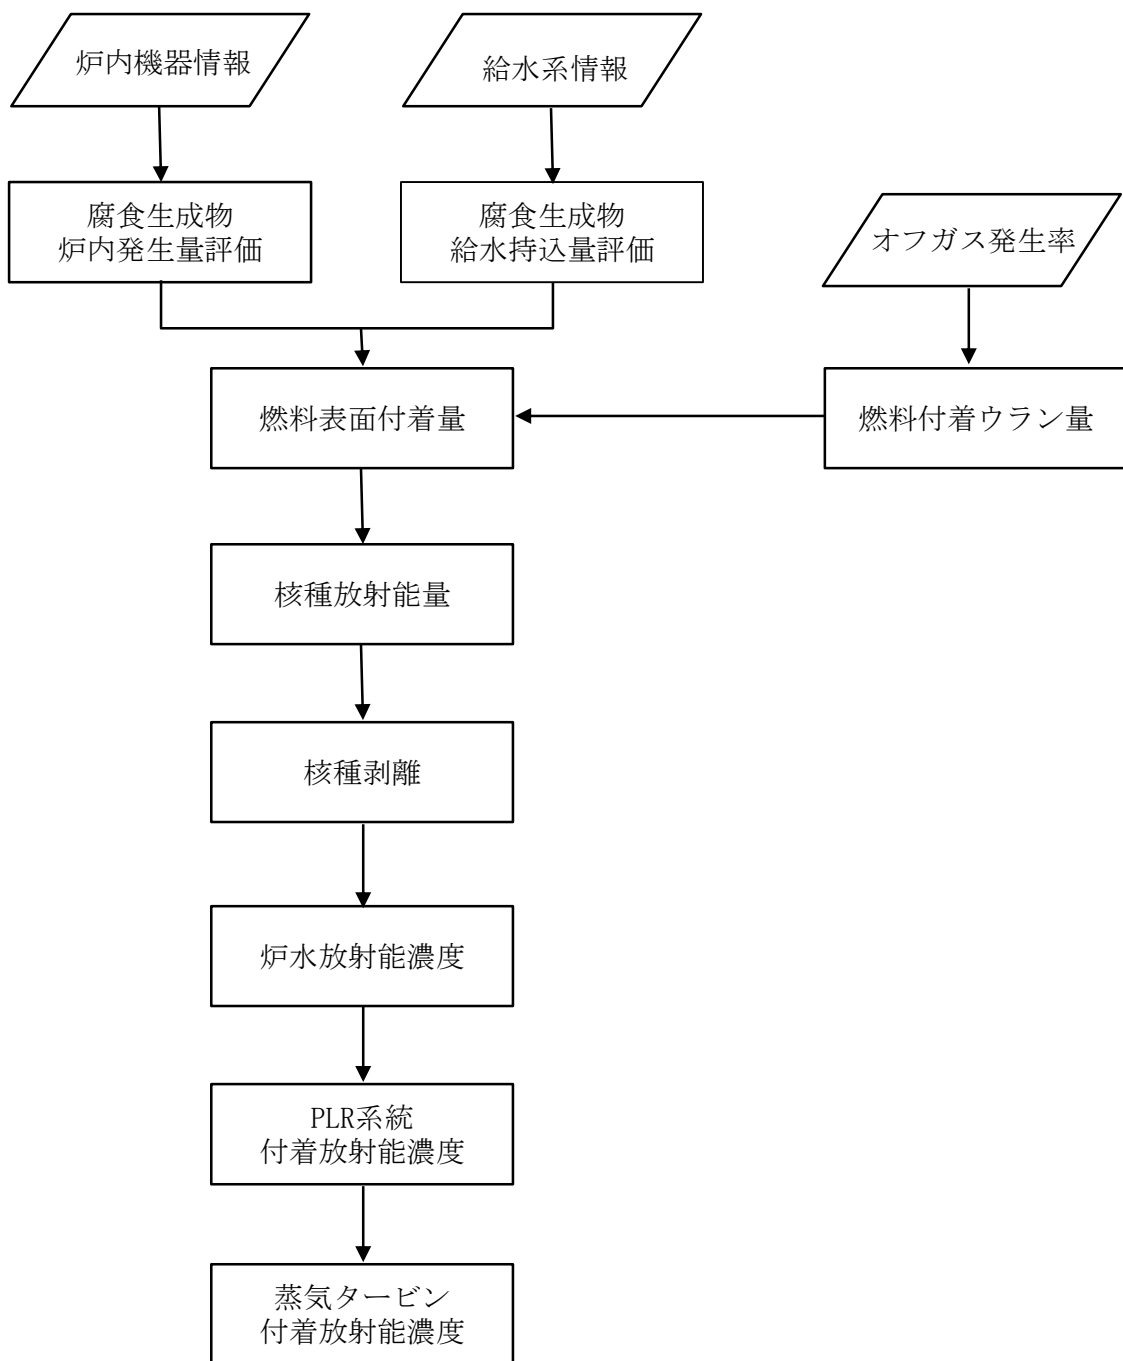 炉内機器情報
給水系情報
腐食生成物
炉内発生量評価
腐食生成物
給水持込量評価
オフガス発生率
燃料表面付着量
燃料付着ウラン量
核種放射能量
核種剥離
炉水放射能濃度
PLR系統
付着放射能濃度
蒸気タービン
付着放射能濃度